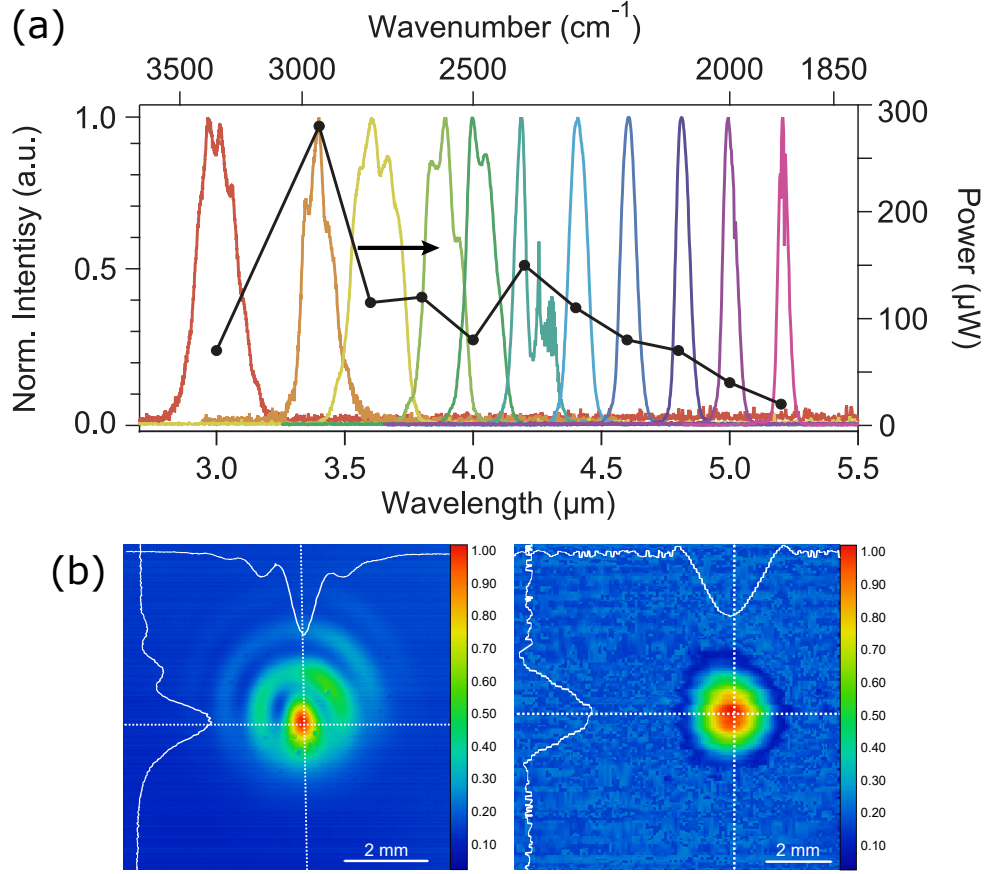 (a)
Wavenumber (cm⁻¹)
3500 3000 2500 2000 1850
Norm. Intentisy (a.u.)
1.0
0.5
0.0
300
200
100
0
Power (µW)
3.0 3.5 4.0 4.5 5.0 5.5
Wavelength (µm)
(b)
1.00
0.90
0.80
0.70
0.60
0.50
0.40
0.30
0.20
0.10
2 mm
1.00
0.90
0.80
0.70
0.60
0.50
0.40
0.30
0.20
0.10
2 mm